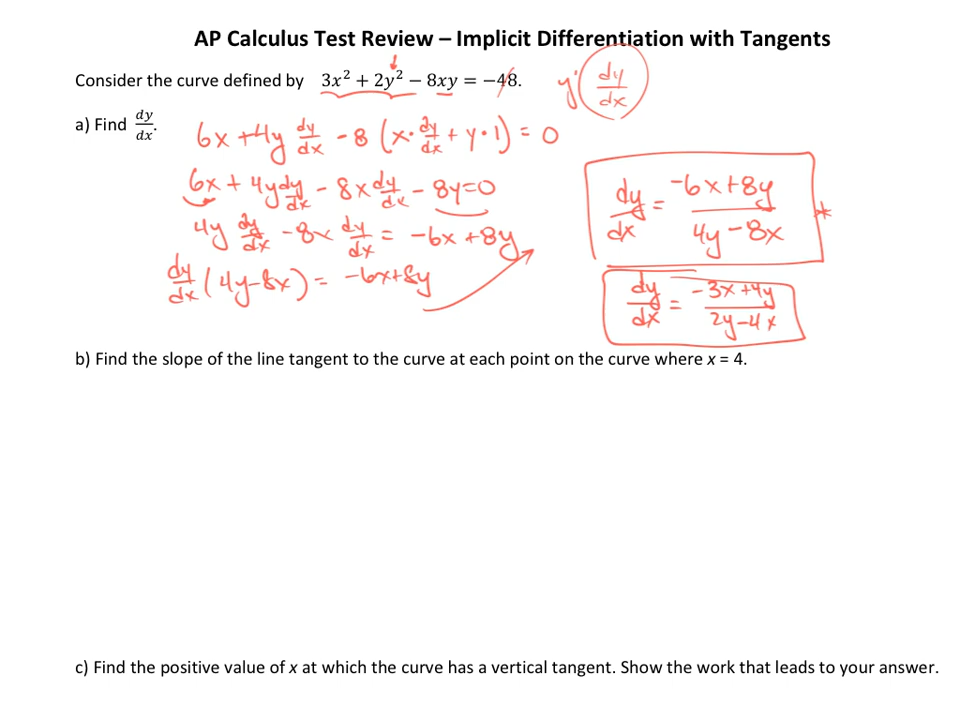 AP Calculus Test Review – Implicit Differentiation with Tangents
Consider the curve defined by 3x² + 2y² − 8xy = −48.
y' ( dy/dx
a) Find dy/dx.
6x + 4y dy/dx - 8 (x · dy/dx + y · 1) = 0
6x + 4y dy/dx - 8x dy/dx - 8y = 0
4y dy/dx - 8x dy/dx = -6x + 8y
dy/dx (4y - 8x) = -6x + 8y
dy/dx = -6x + 8y / 4y - 8x *
dy/dx = -3x + 4y / 2y - 4x
b) Find the slope of the line tangent to the curve at each point on the curve where x = 4.
c) Find the positive value of x at which the curve has a vertical tangent. Show the work that leads to your answer.